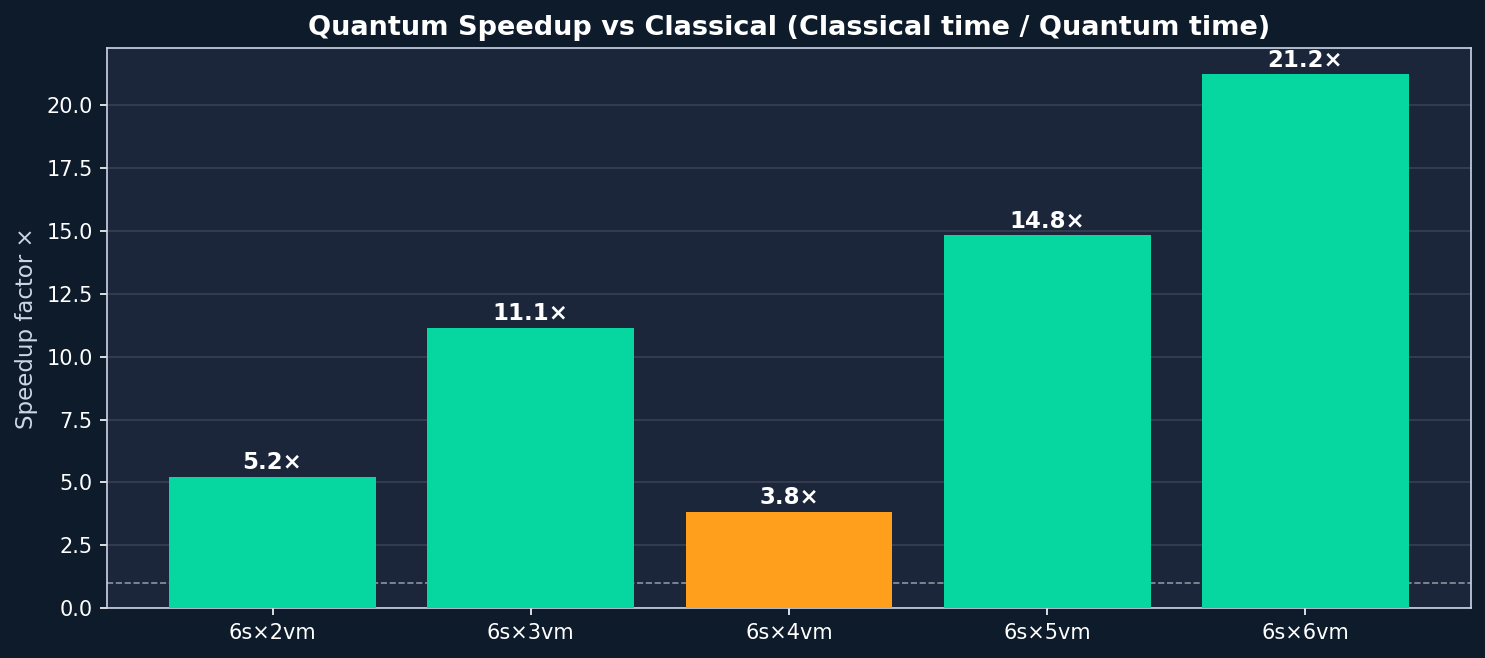 Quantum Speedup vs Classical (Classical time / Quantum time)
Speedup factor ×
20.0
17.5
15.0
12.5
10.0
7.5
5.0
2.5
0.0
5.2×
11.1×
3.8×
14.8×
21.2×
6s×2vm
6s×3vm
6s×4vm
6s×5vm
6s×6vm